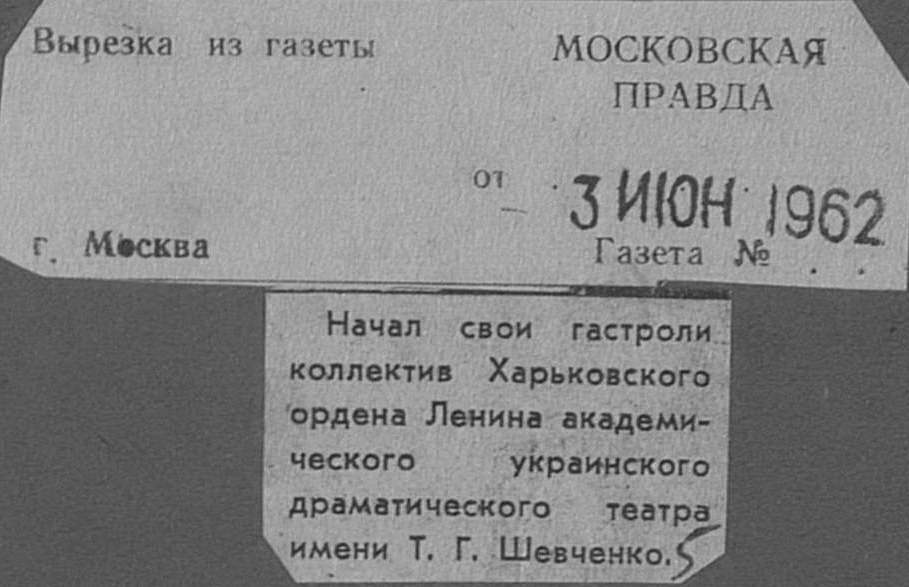 Вырезка из газеты
МОСКОВСКАЯ
ПРАВДА
от 3 ИЮН 1962
г. Москва
Газета №
Начал свои гастроли
коллектив Харьковского
ордена Ленина академи-
ческого украинского
драматического театра
имени Т. Г. Шевченко.
5